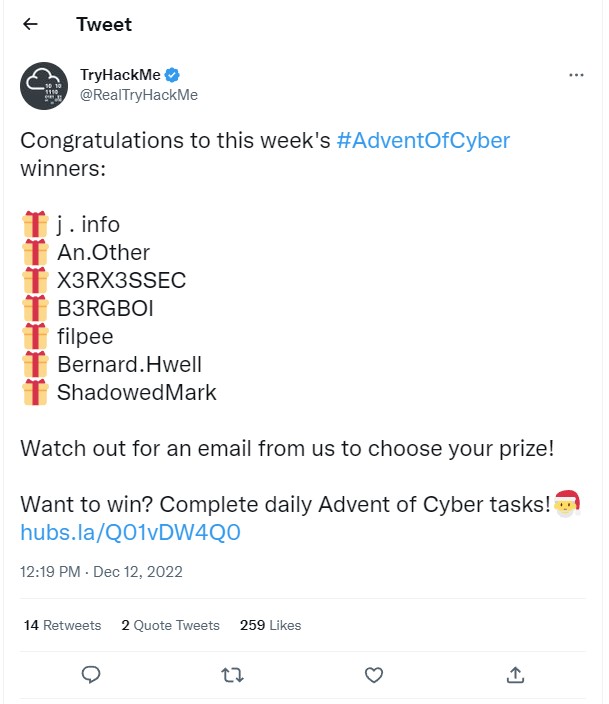 Tweet
TryHackMe
@RealTryHackMe
Congratulations to this week's #AdventOfCyber
winners:
j . info
An.Other
X3RX3SSEC
B3RGBOI
filpee
Bernard.Hwell
ShadowedMark
Watch out for an email from us to choose your prize!
Want to win? Complete daily Advent of Cyber tasks!
hubs.la/Q01vDW4Q0
12:19 PM · Dec 12, 2022
14 Retweets 2 Quote Tweets 259 Likes